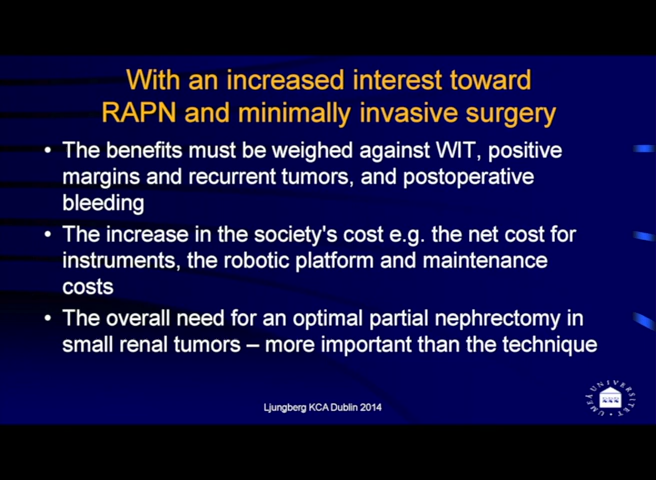 With an increased interest toward
RAPN and minimally invasive surgery
• The benefits must be weighed against WIT, positive
margins and recurrent tumors, and postoperative
bleeding
• The increase in the society's cost e.g. the net cost for
instruments, the robotic platform and maintenance
costs
• The overall need for an optimal partial nephrectomy in
small renal tumors – more important than the technique
Ljungberg KCA Dublin 2014
UMEÅ UNIVERSITET